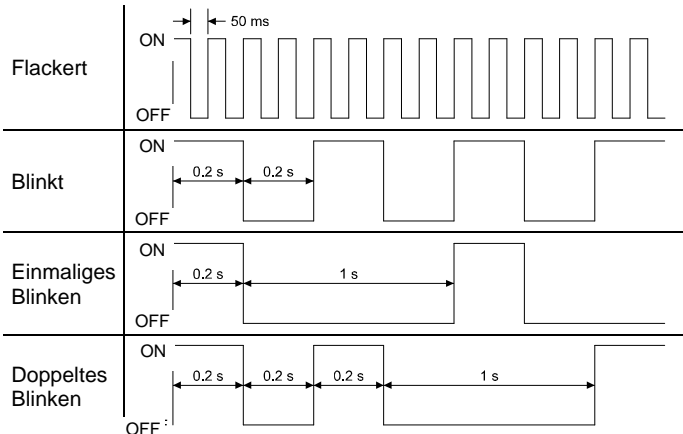 50 ms
ON
Flackert
OFF
ON
0.2 s 0.2 s
Blinkt
OFF
ON
Einmaliges
Blinken
0.2 s 1 s
OFF
ON
Doppeltes
Blinken
0.2 s 0.2 s 0.2 s 1 s
OFF